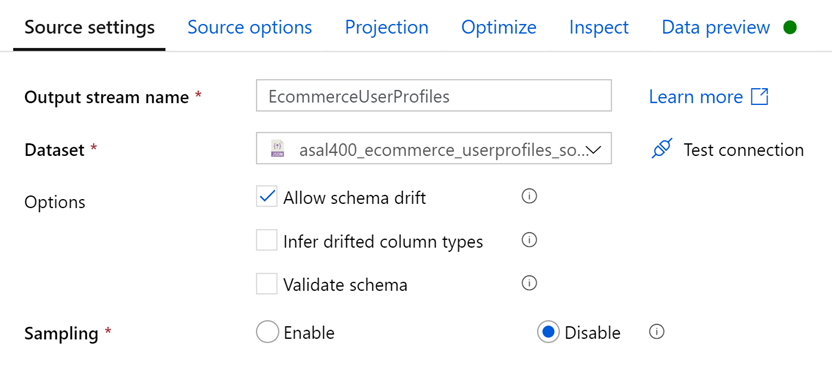 Source settings Source options Projection Optimize Inspect Data preview
Output stream name * EcommerceUserProfiles Learn more
Dataset * asal400_ecommerce_userprofiles_so... Test connection
Options Allow schema drift
Infer drifted column types
Validate schema
Sampling * Enable Disable